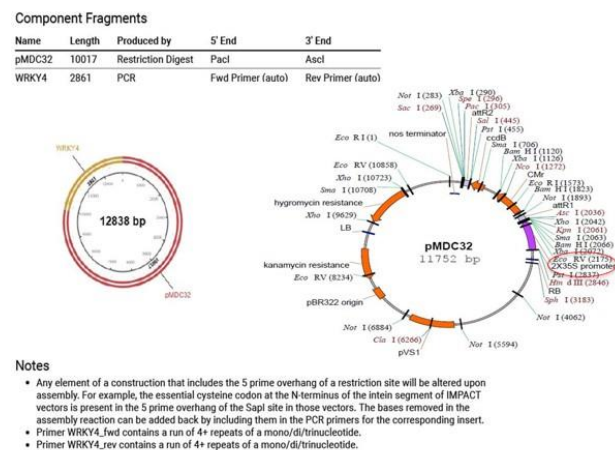 Component Fragments
Name Length Produced by 5' End 3' End
pMDC32 10017 Restriction Digest PacI AscI
WRKY4 2861 PCR Fwd Primer (auto) Rev Primer (auto)
WRKY4
12838 bp
pMDC32
Not I (283)
Xba I (290)
Spe I (296)
Sac I (269)
Pac I (305)
attR2
Sal I (445)
nos terminator
Pst I (455)
ccdB
Eco R I (1)
Sma I (706)
Bam H I (1120)
Xba I (1126)
Nco I (1272)
Eco RV (10858)
CMr
Xho I (10723)
Eco R I (1573)
Sma I (10708)
Bam H I (1823)
Not I (1893)
hygromycin resistance
attR1
Xho I (9629)
Asc I (2036)
LB
Xho I (2042)
Kpn I (2061)
pMDC32
Sma I (2063)
11752 bp
Bam H I (2066)
Xba I (2072)
kanamycin resistance
Eco RV (2175)
2X35S promoter
Eco RV (8234)
Pst I (2837)
Hin d III (2846)
pBR322 origin
RB
Sph I (3183)
Not I (6884)
Not I (4062)
Cla I (6266)
Not I (5594)
pVS1
Notes
• Any element of a construction that includes the 5 prime overhang of a restriction site will be altered upon
assembly. For example, the essential cysteine codon at the N-terminus of the intein segment of IMPACT
vectors is present in the 5 prime overhang of the SapI site in those vectors. The bases removed in the
assembly reaction can be added back by including them in the PCR primers for the corresponding insert.
• Primer WRKY4_fwd contains a run of 4+ repeats of a mono/di/trinucleotide.
• Primer WRKY4_rev contains a run of 4+ repeats of a mono/di/trinucleotide.